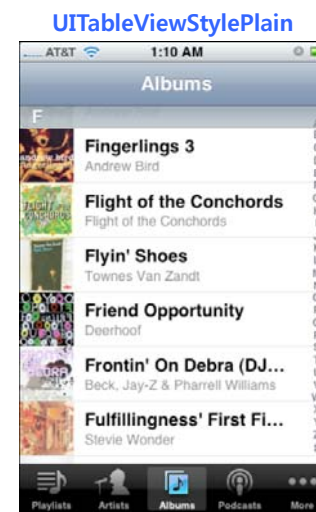 UITableViewStylePlain
AT&T 1:10 AM
Albums
F
Fingerlings 3
Andrew Bird
Flight of the Conchords
Flight of the Conchords
Flyin' Shoes
Townes Van Zandt
Friend Opportunity
Deerhoof
Frontin' On Debra (DJ...
Beck, Jay-Z & Pharrell Williams
Fulfillingness' First Fi...
Stevie Wonder
Playlists Artists Albums Podcasts More